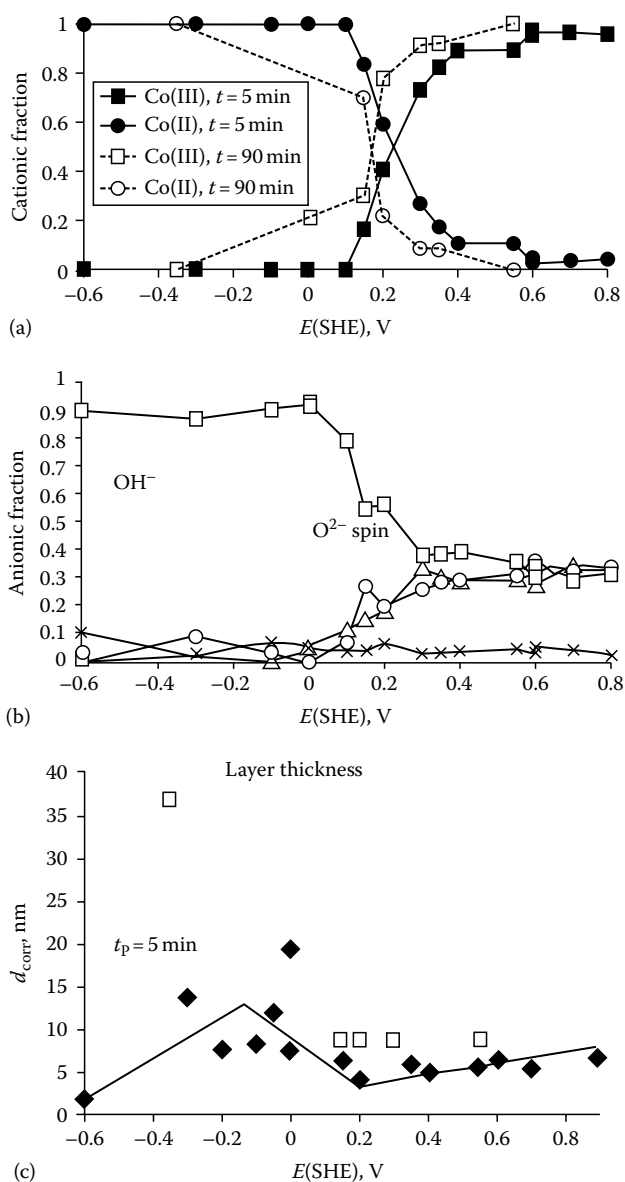 1
0.8
0.6
0.4
0.2
0
Cationic fraction
Co(III), t = 5 min
Co(II), t = 5 min
Co(III), t = 90 min
Co(II), t = 90 min
−0.6 −0.4 −0.2 0 0.2 0.4 0.6 0.8
E(SHE), V
(a)
1
0.9
0.8
0.7
0.6
0.5
0.4
0.3
0.2
0.1
0
Anionic fraction
OH⁻
O²⁻ spin
−0.6 −0.4 −0.2 0 0.2 0.4 0.6 0.8
E(SHE), V
(b)
Layer thickness
40
35
30
25
20
15
10
5
0
d_corr, nm
t_P = 5 min
−0.6 −0.4 −0.2 0 0.2 0.4 0.6 0.8
E(SHE), V
(c)